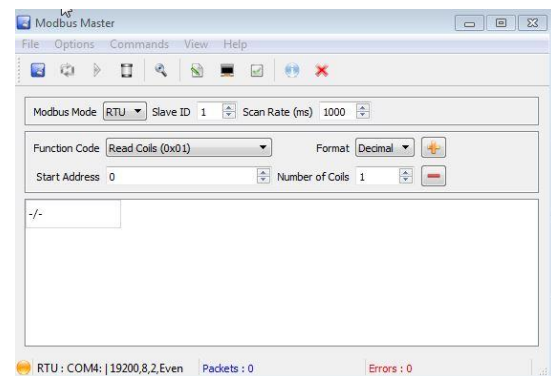 Modbus Master
File Options Commands View Help
Modbus Mode RTU Slave ID 1 Scan Rate (ms) 1000
Function Code Read Coils (0x01) Format Decimal
Start Address 0 Number of Coils 1
-/-
RTU : COM4: | 19200,8,2,Even Packets : 0 Errors : 0